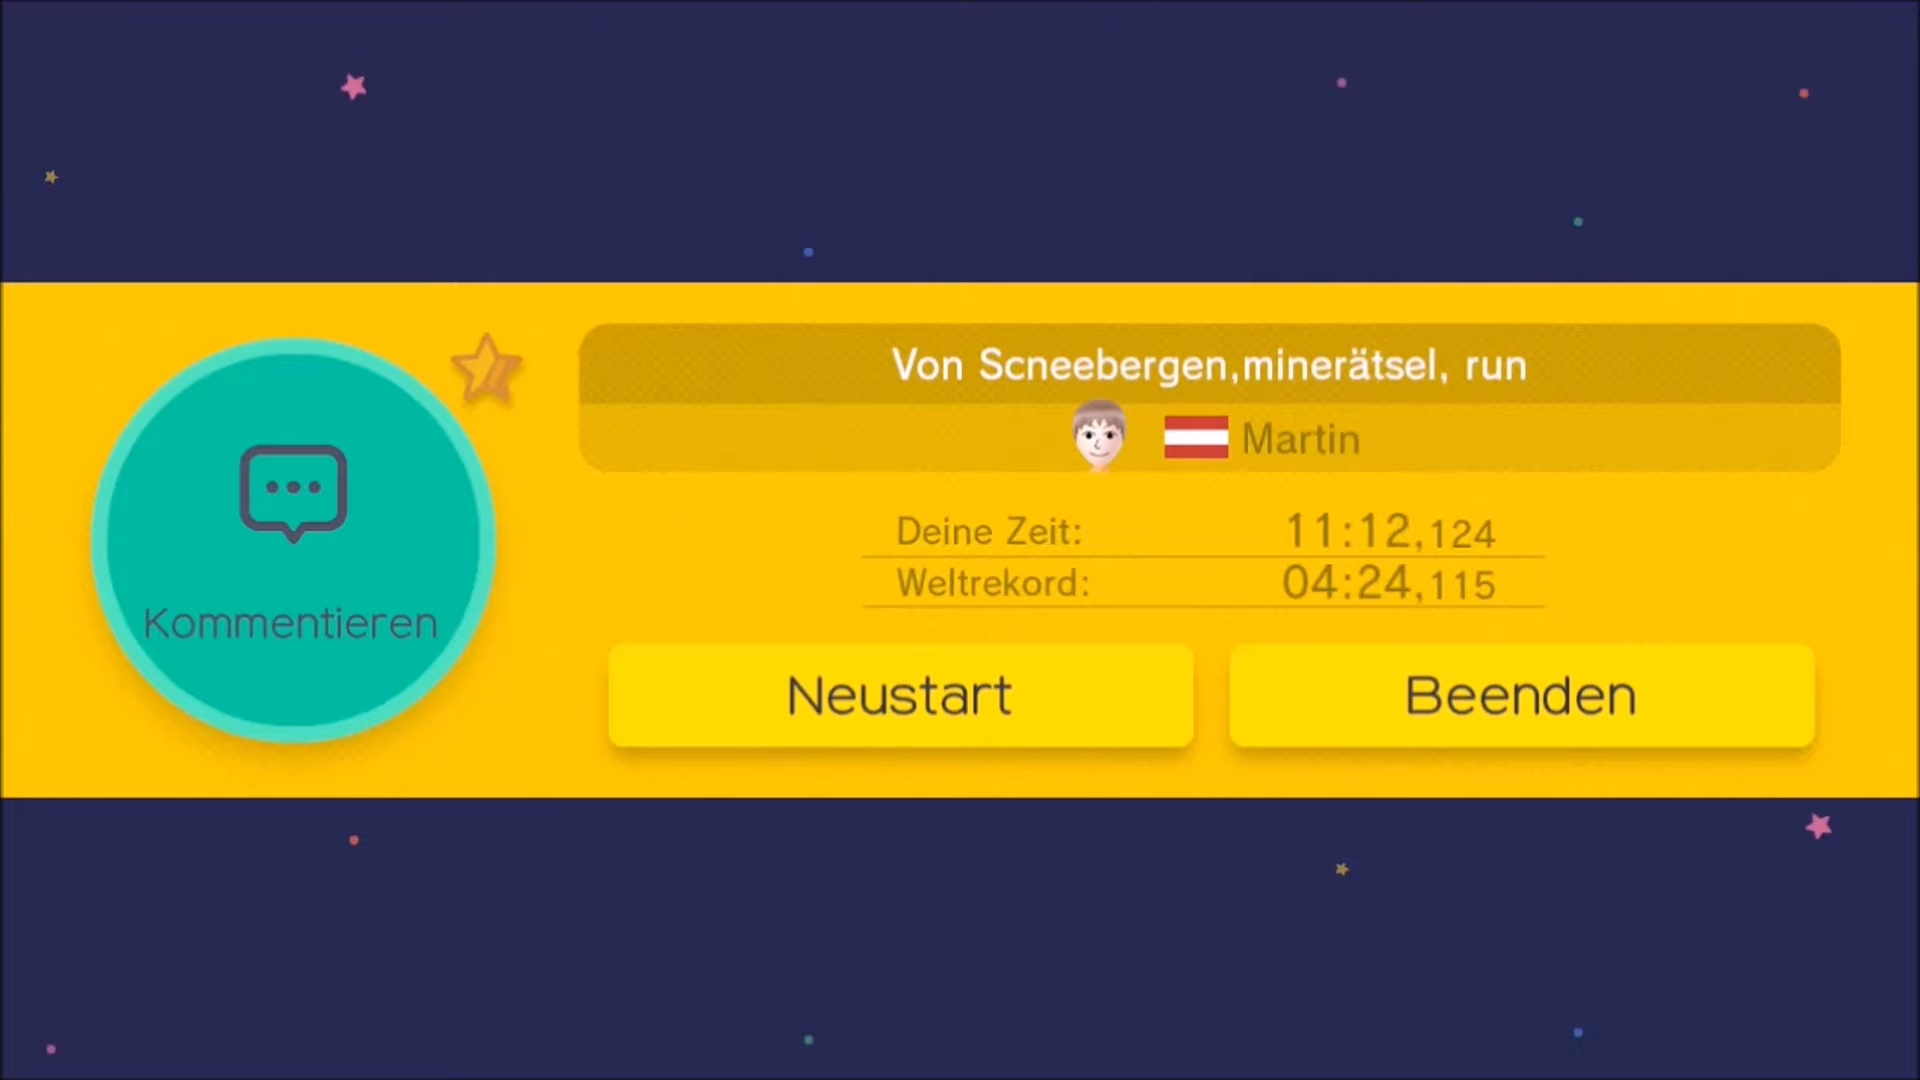 Von Scneebergen,minerätsel, run
Martin
Deine Zeit: 11:12,124
Weltrekord: 04:24,115
Kommentieren
Neustart
Beenden